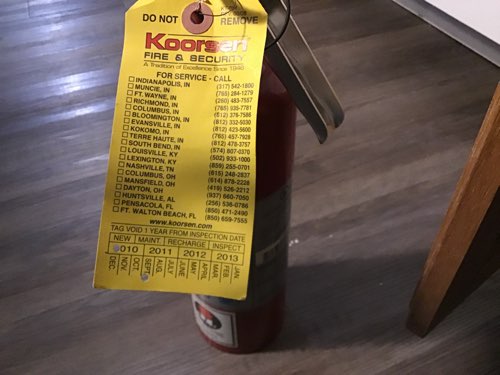 DO NOT REMOVE
Koorsen
FIRE & SECURITY
A Tradition of Excellence Since 1946
FOR SERVICE - CALL
INDIANAPOLIS, IN (317) 542-1800
MUNCIE, IN (765) 284-1279
FT. WAYNE, IN (260) 483-7557
RICHMOND, IN (765) 935-7781
COLUMBUS, IN (812) 376-7586
BLOOMINGTON, IN (812) 332-5030
EVANSVILLE, IN (812) 423-5600
KOKOMO, IN (765) 457-7928
TERRE HAUTE, IN (812) 478-3757
SOUTH BEND, IN (574) 807-0370
LOUISVILLE, KY (502) 933-1000
LEXINGTON, KY (859) 253-0701
NASHVILLE, TN (615) 248-2837
COLUMBUS, OH (614) 878-2228
MANSFIELD, OH (419) 526-2212
DAYTON, OH (937) 660-7050
HUNTSVILLE, AL (256) 536-0786
PENSACOLA, FL (850) 471-2490
FT. WALTON BEACH, FL (850) 659-7555
www.koorsen.com
TAG VOID 1 YEAR FROM INSPECTION DATE
NEW MAINT. RECHARGE INSPECT
2010 2011 2012 2013
DEC. NOV. OCT. SEPT. AUG. JULY JUNE MAY APRIL MAR. FEB. JAN.